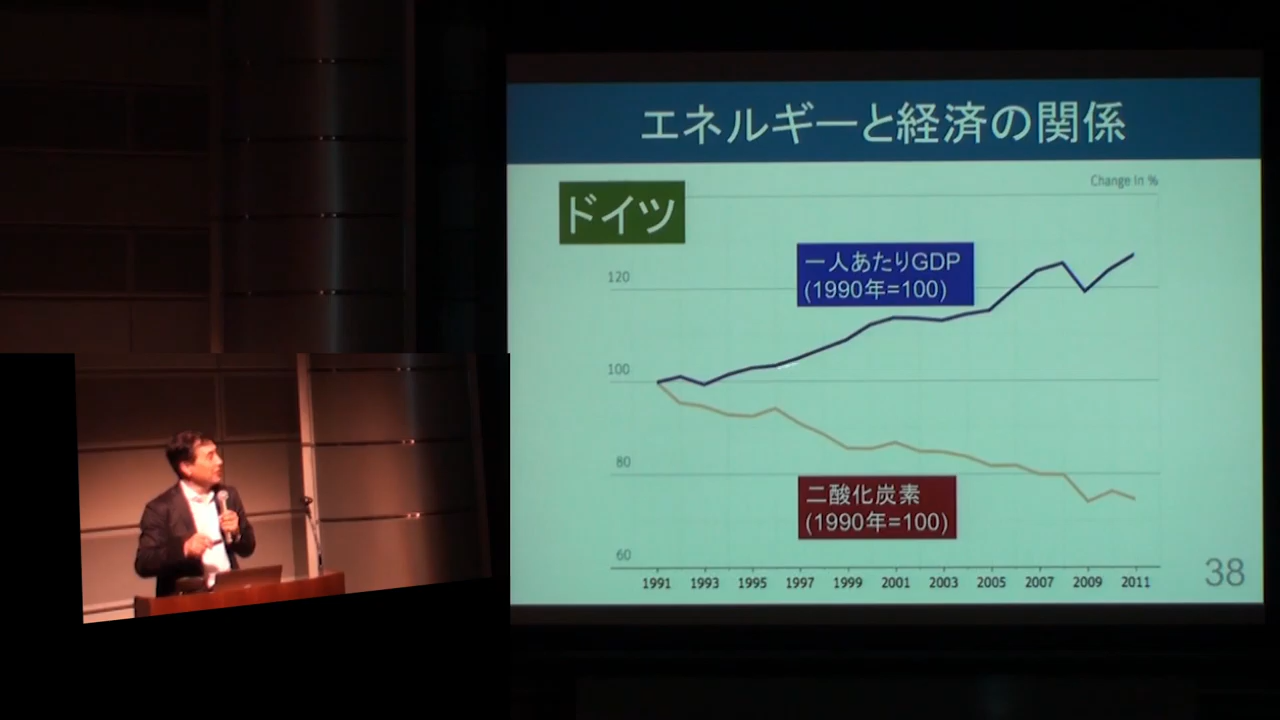 エネルギーと経済の関係
Change in %
ドイツ
一人あたりGDP
(1990年=100)
120
100
80
二酸化炭素
(1990年=100)
60
1991 1993 1995 1997 1999 2001 2003 2005 2007 2009 2011
38